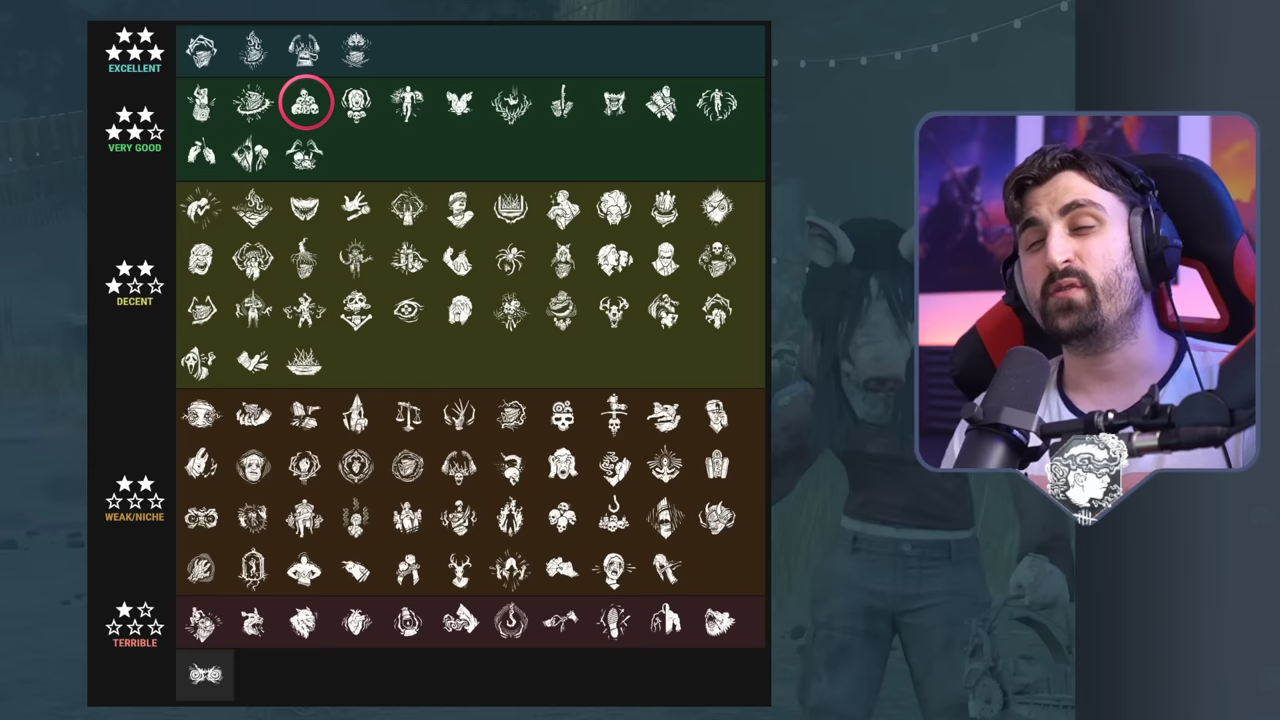 EXCELLENT
VERY GOOD
DECENT
WEAK/NICHE
TERRIBLE